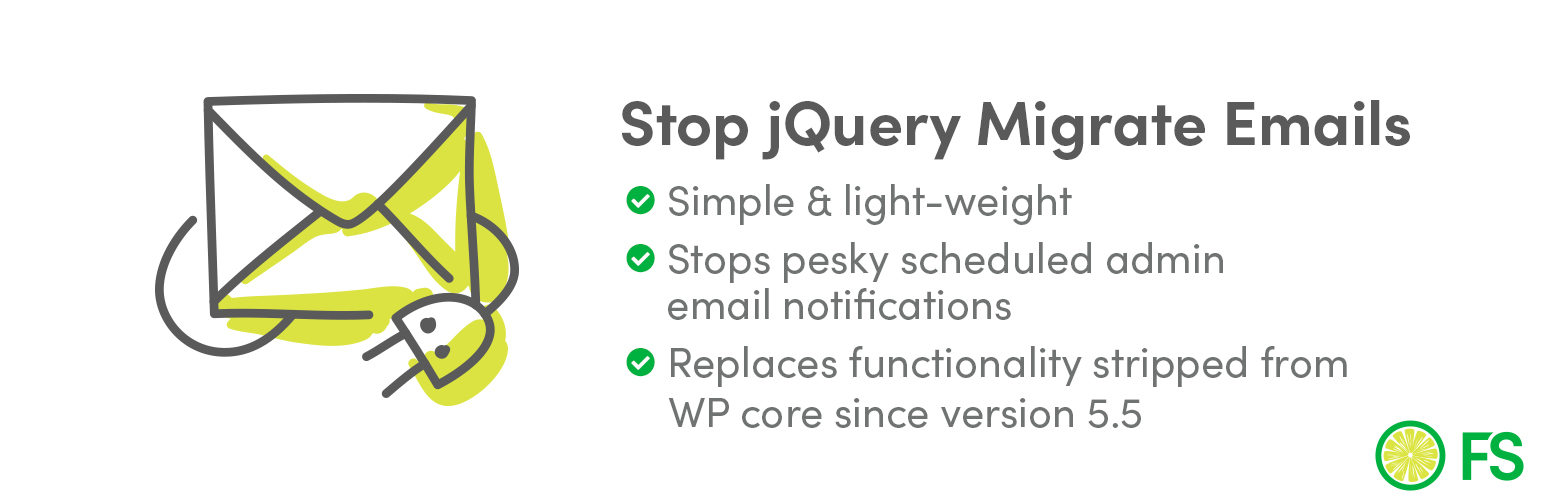 Stop jQuery Migrate Emails
Simple & light-weight
Stops pesky scheduled admin
email notifications
Replaces functionality stripped from
WP core since version 5.5
FS